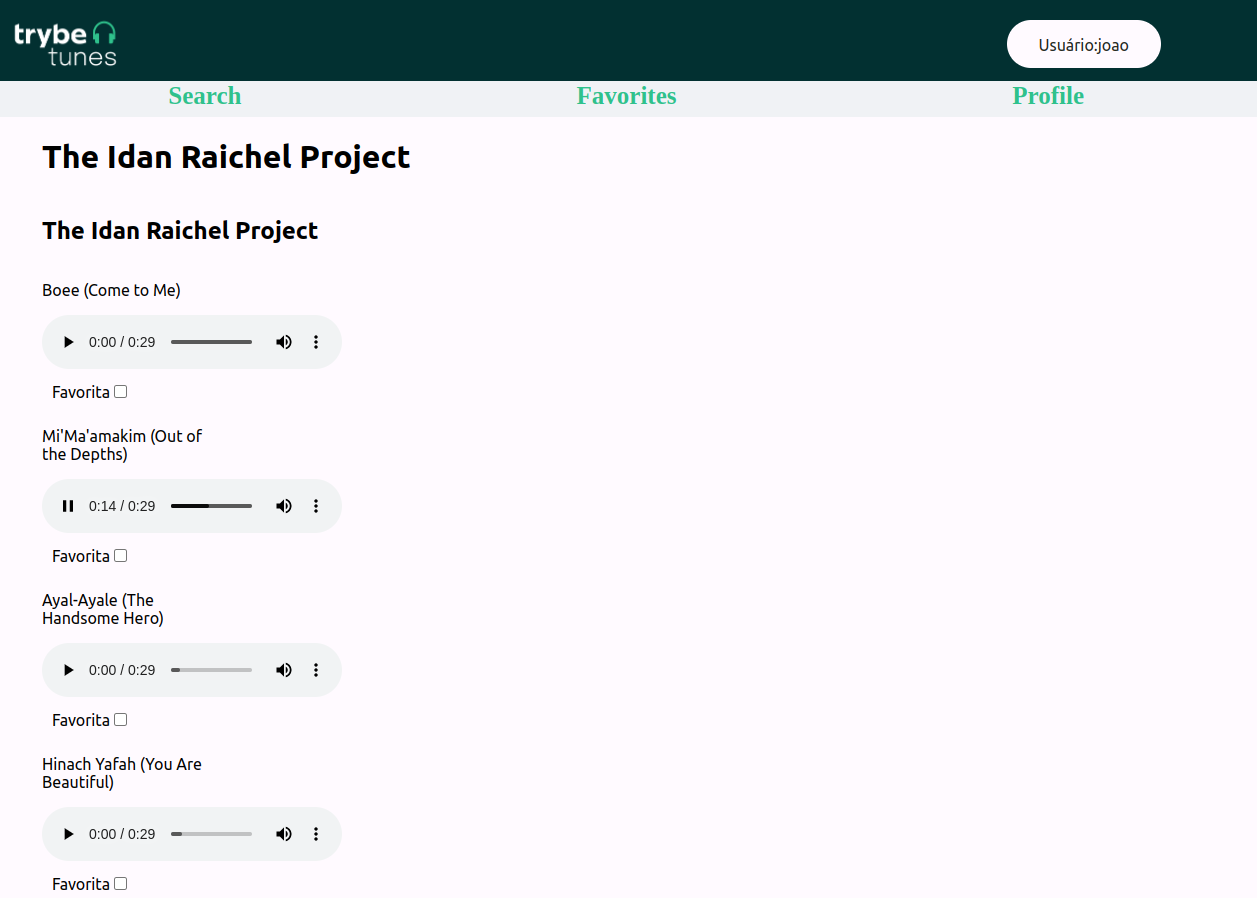 trybe
tunes
Usuário:joao
Search Favorites Profile
The Idan Raichel Project
The Idan Raichel Project
Boee (Come to Me)
0:00 / 0:29
Favorita
Mi'Ma'amakim (Out of
the Depths)
0:14 / 0:29
Favorita
Ayal-Ayale (The
Handsome Hero)
0:00 / 0:29
Favorita
Hinach Yafah (You Are
Beautiful)
0:00 / 0:29
Favorita